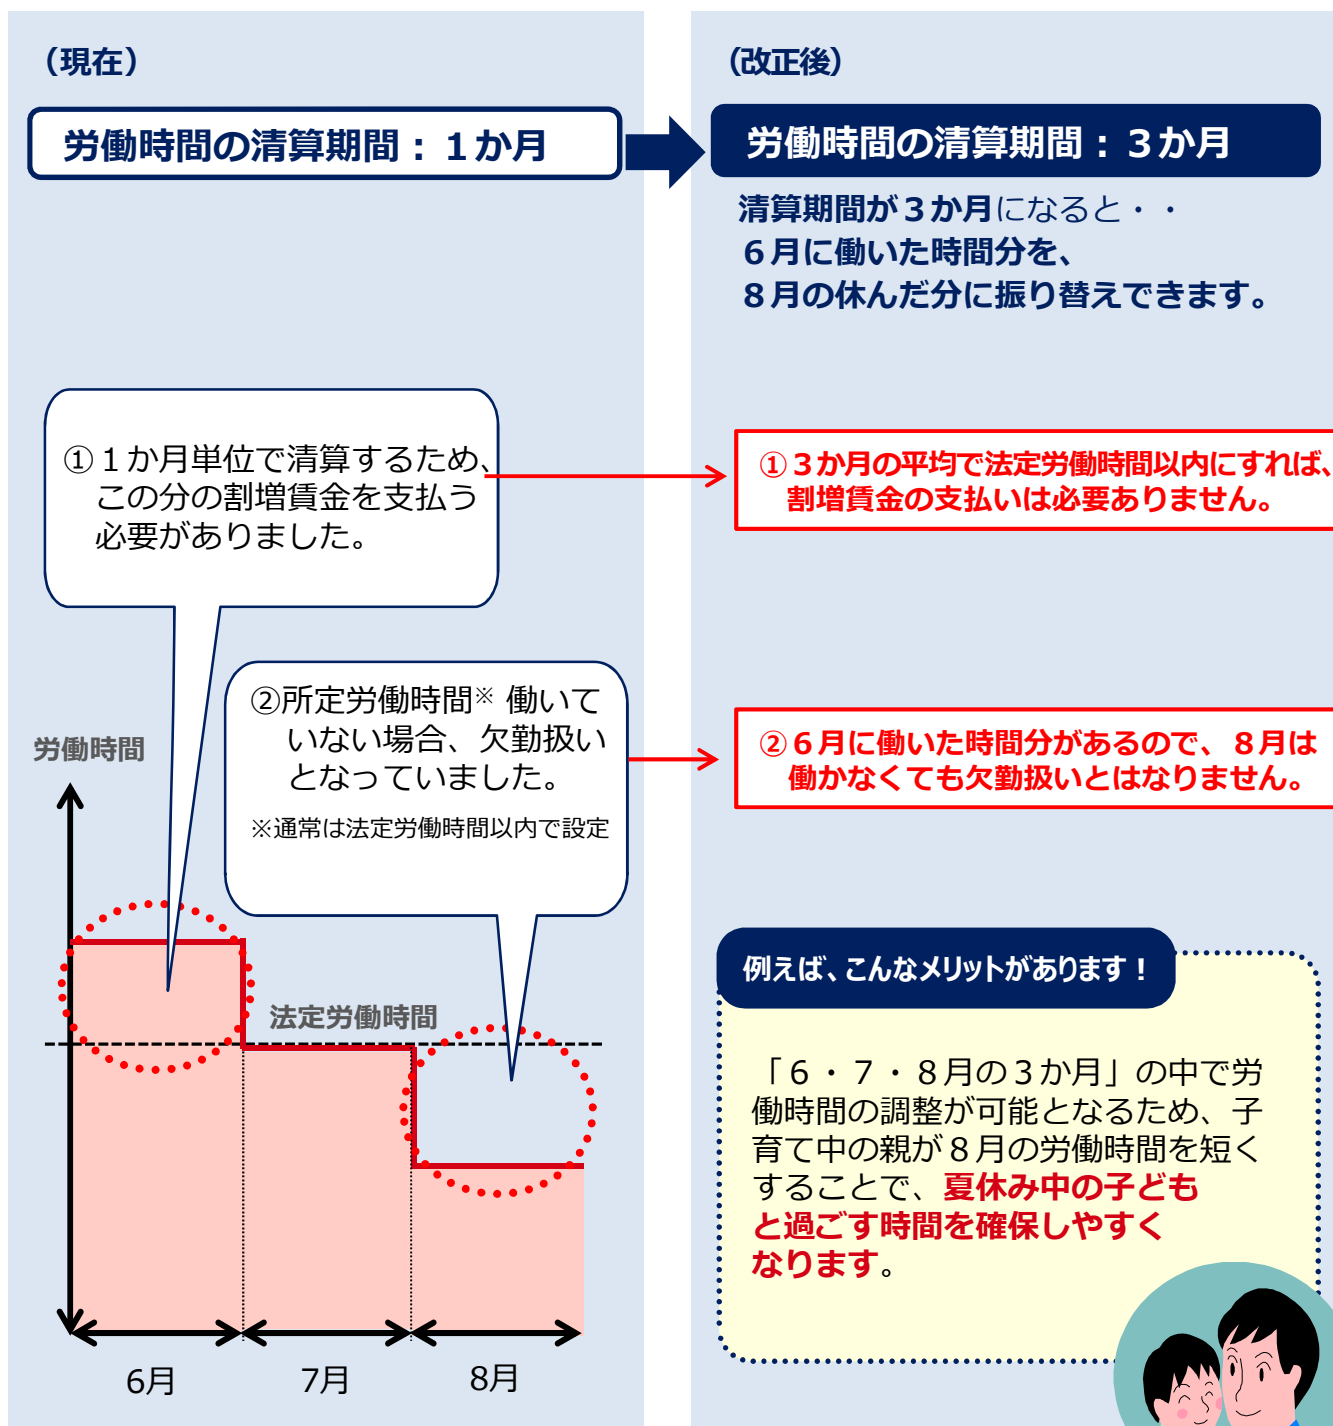 （現在）
労働時間の清算期間：１か月
①１か月単位で清算するため、
この分の割増賃金を支払う
必要がありました。
②所定労働時間※ 働いて
いない場合、欠勤扱い
となっていました。
※通常は法定労働時間以内で設定
労働時間
法定労働時間
6月
7月
8月
（改正後）
労働時間の清算期間：３か月
清算期間が３か月になると・・
６月に働いた時間分を、
８月の休んだ分に振り替えできます。
①３か月の平均で法定労働時間以内にすれば、
割増賃金の支払いは必要ありません。
②６月に働いた時間分があるので、８月は
働かなくても欠勤扱いとはなりません。
例えば、こんなメリットがあります！
「６・７・８月の３か月」の中で労
働時間の調整が可能となるため、子
育て中の親が８月の労働時間を短く
することで、夏休み中の子ども
と過ごす時間を確保しやすく
なります。